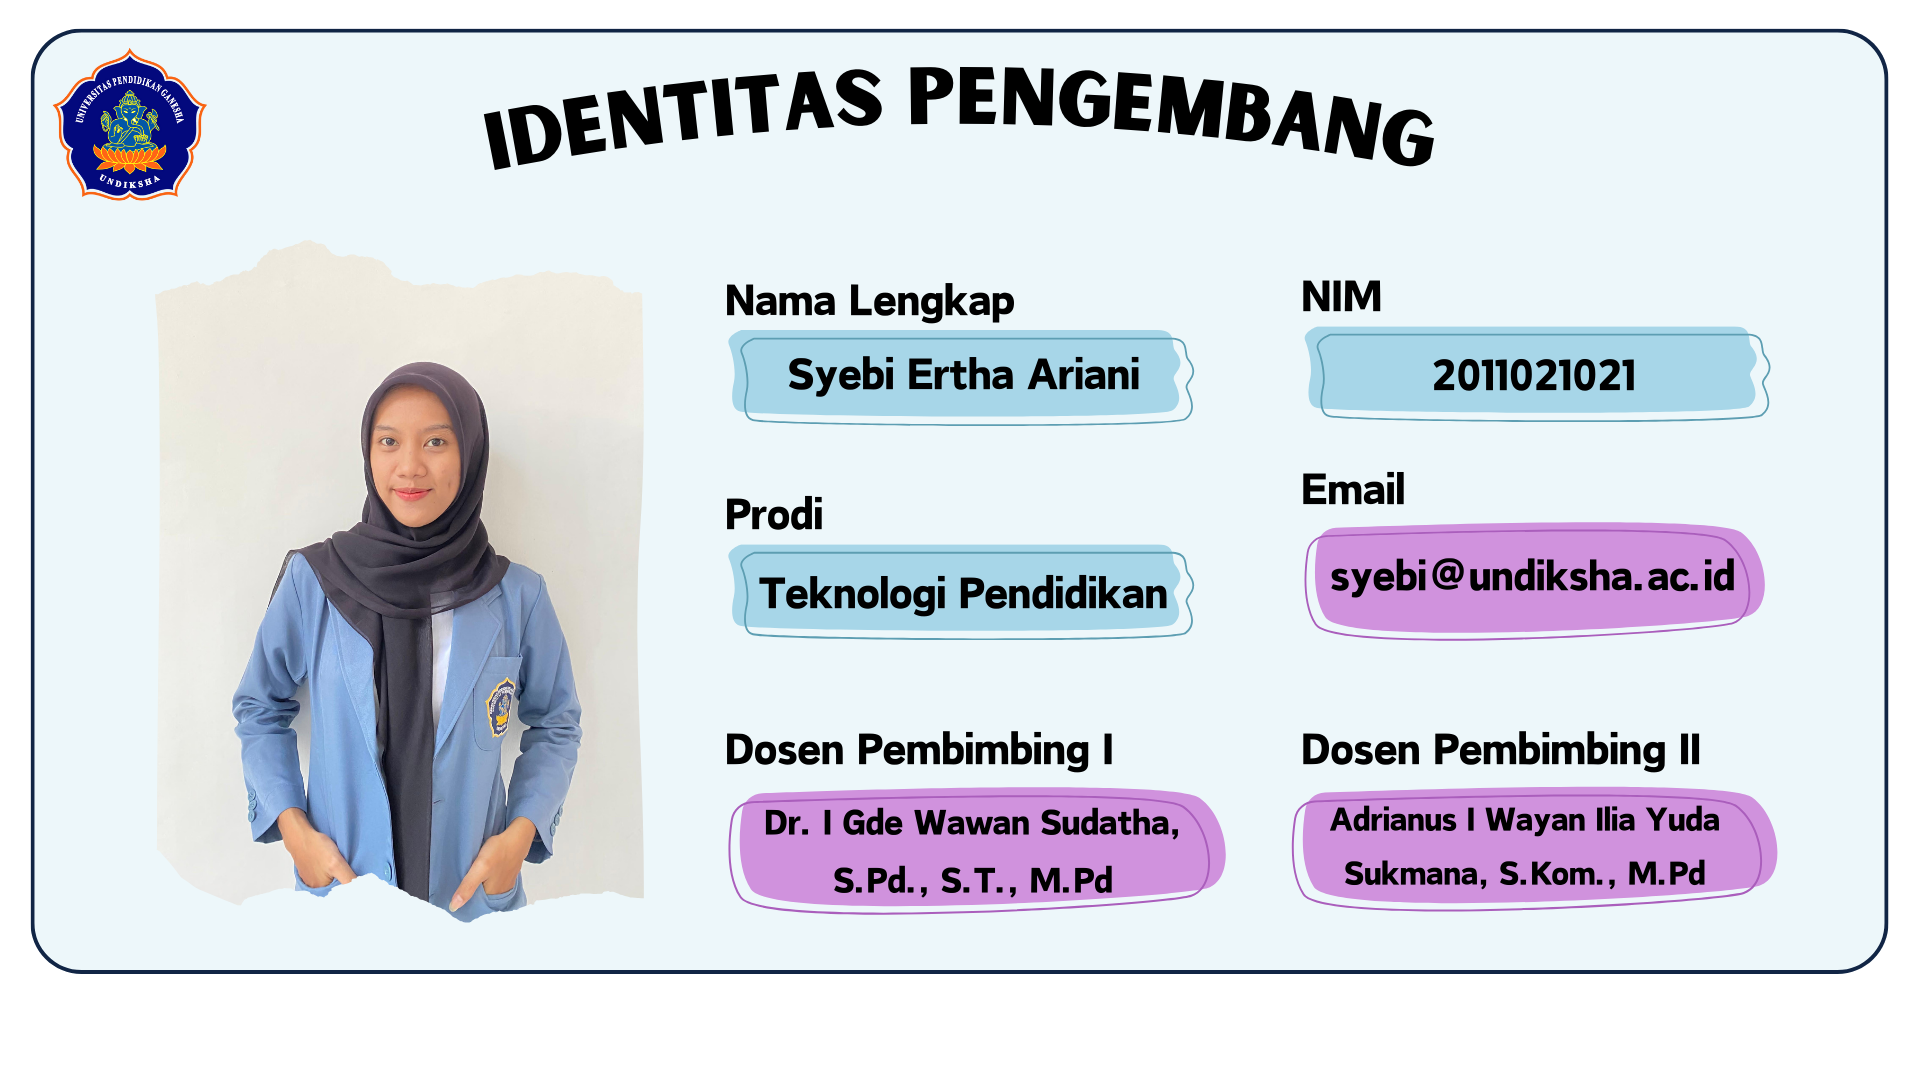 UNIVERSITAS PENDIDIKAN GANESHA
UNDIKSHA
IDENTITAS PENGEMBANG
Nama Lengkap
Syebi Ertha Ariani
NIM
2011021021
Prodi
Teknologi Pendidikan
Email
syebi@undiksha.ac.id
Dosen Pembimbing I
Dr. I Gde Wawan Sudatha,
S.Pd., S.T., M.Pd
Dosen Pembimbing II
Adrianus I Wayan Ilia Yuda
Sukmana, S.Kom., M.Pd